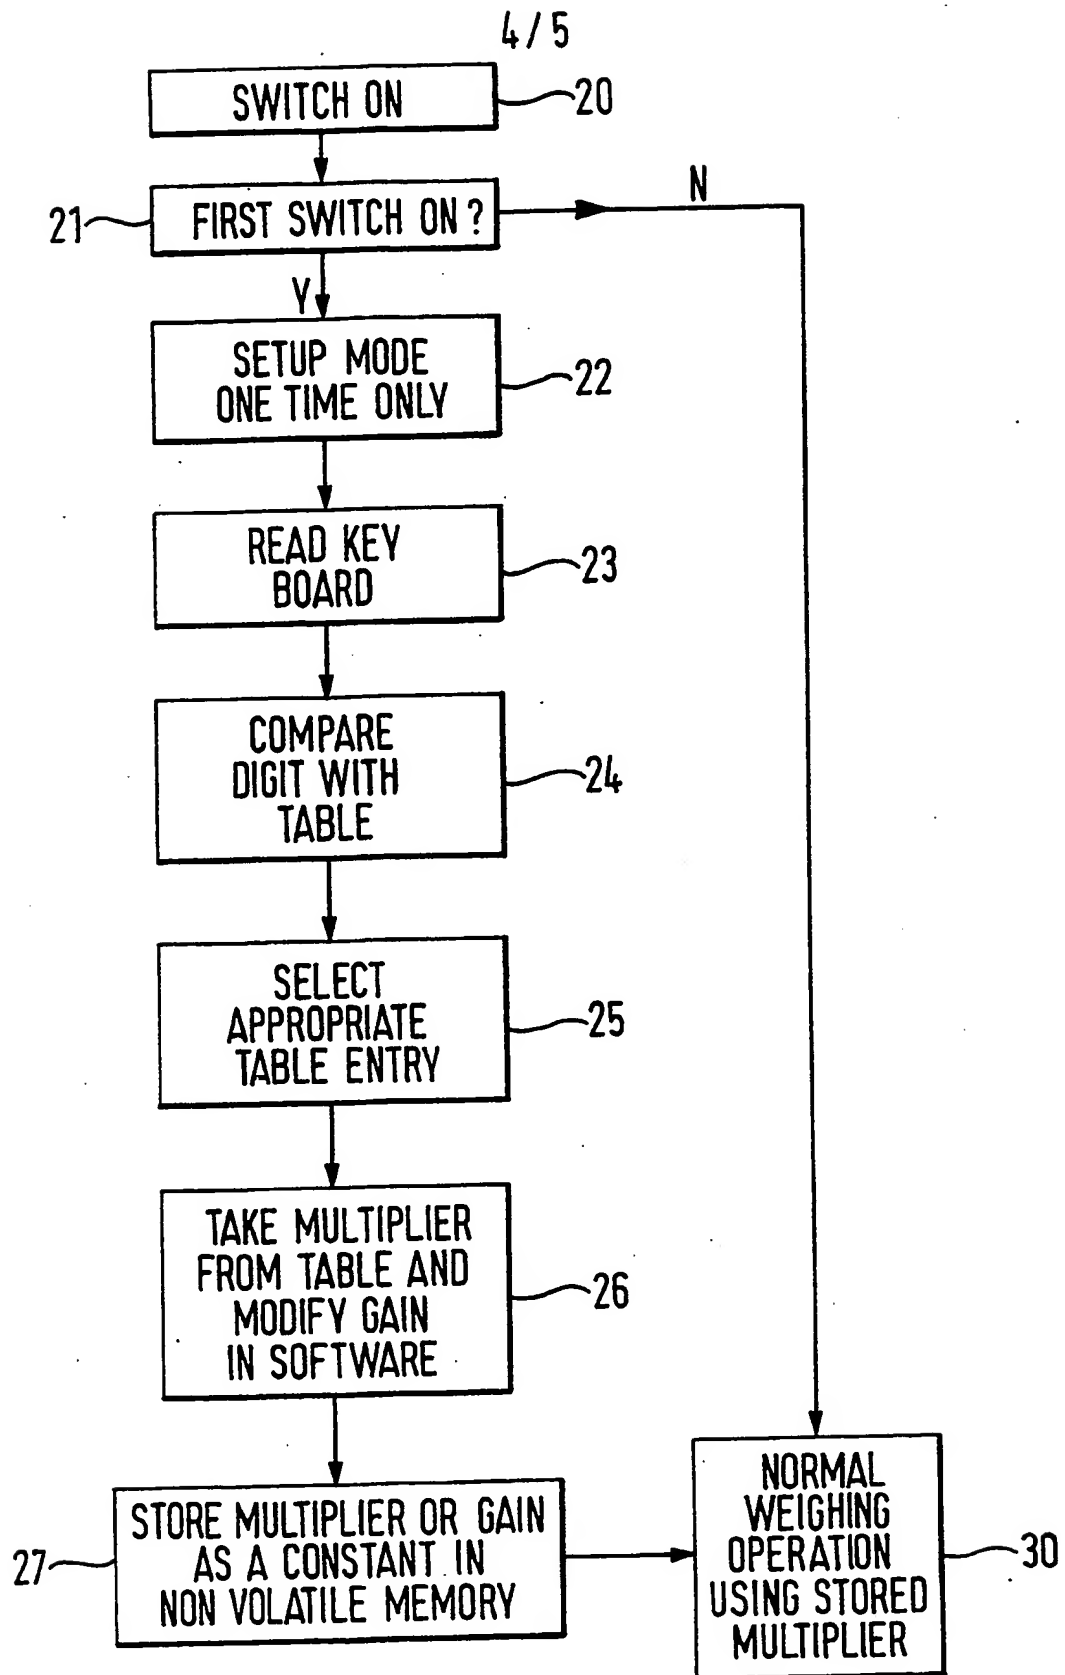 4/5
SWITCH ON
20
21
FIRST SWITCH ON?
N
Y
SETUP MODE
ONE TIME ONLY
22
READ KEY
BOARD
23
COMPARE
DIGIT WITH
TABLE
24
SELECT
APPROPRIATE
TABLE ENTRY
25
TAKE MULTIPLIER
FROM TABLE AND
MODIFY GAIN
IN SOFTWARE
26
STORE MULTIPLIER OR GAIN
AS A CONSTANT IN
NON VOLATILE MEMORY
27
NORMAL
WEIGHING
OPERATION
USING STORED
MULTIPLIER
30